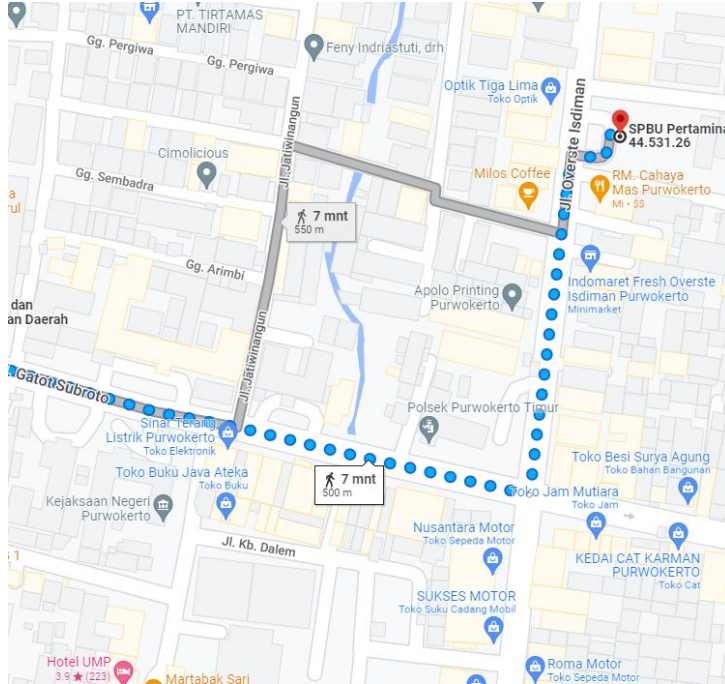 PT. TIRTAMAS
MANDIRI
Gg. Pergiwa
Gg. Pergiwa
Feny Indriastuti, drh
Optik Tiga Lima
Toko Optik
Jl. Overste Isdiman
SPBU Pertamina
44.531.26
Cimolicious
Jl. Jatiwinangun
Gg. Sembadra
Milos Coffee
RM. Cahaya
Mas Purwokerto
Mi • $$
7 mnt
550 m
Gg. Arimbi
Indomaret Fresh Overste
Isdiman Purwokerto
Minimarket
Apolo Printing
Purwokerto
dan
an Daerah
Jl. Jatiwinangun
Gatot Subroto
Polsek Purwokerto Timur
Sinar Terang
Listrik Purwokerto
Toko Elektronik
Toko Besi Surya Agung
Toko Bahan Bangunan
Toko Buku Java Ateka
Toko Buku
7 mnt
500 m
Toko Jam Mutiara
Toko Jam
Kejaksaan Negeri
Purwokerto
Nusantara Motor
Toko Sepeda Motor
Jl. Kb. Dalem
KEDAI CAT KARMAN
PURWOKERTO
Toko Cat
SUKSES MOTOR
Toko Suku Cadang Mobil
Hotel UMP
3.9 ★ (223)
Martabak Sari
Roma Motor
Toko Sepeda Motor